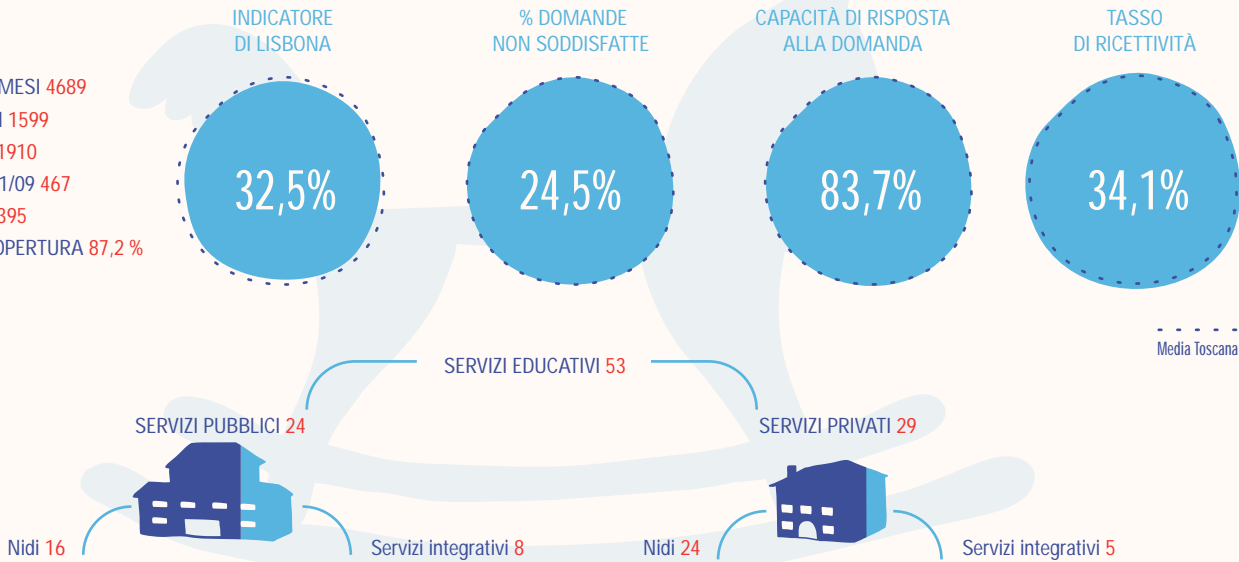 INDICATORE
DI LISBONA
% DOMANDE
NON SODDISFATTE
CAPACITÀ DI RISPOSTA
ALLA DOMANDA
TASSO
DI RICETTIVITÀ
MESI 4689
1599
1910
1/09 467
395
OPERTURA 87,2 %
32,5%
24,5%
83,7%
34,1%
Media Toscana
SERVIZI EDUCATIVI 53
SERVIZI PUBBLICI 24
SERVIZI PRIVATI 29
Nidi 16
Servizi integrativi 8
Nidi 24
Servizi integrativi 5